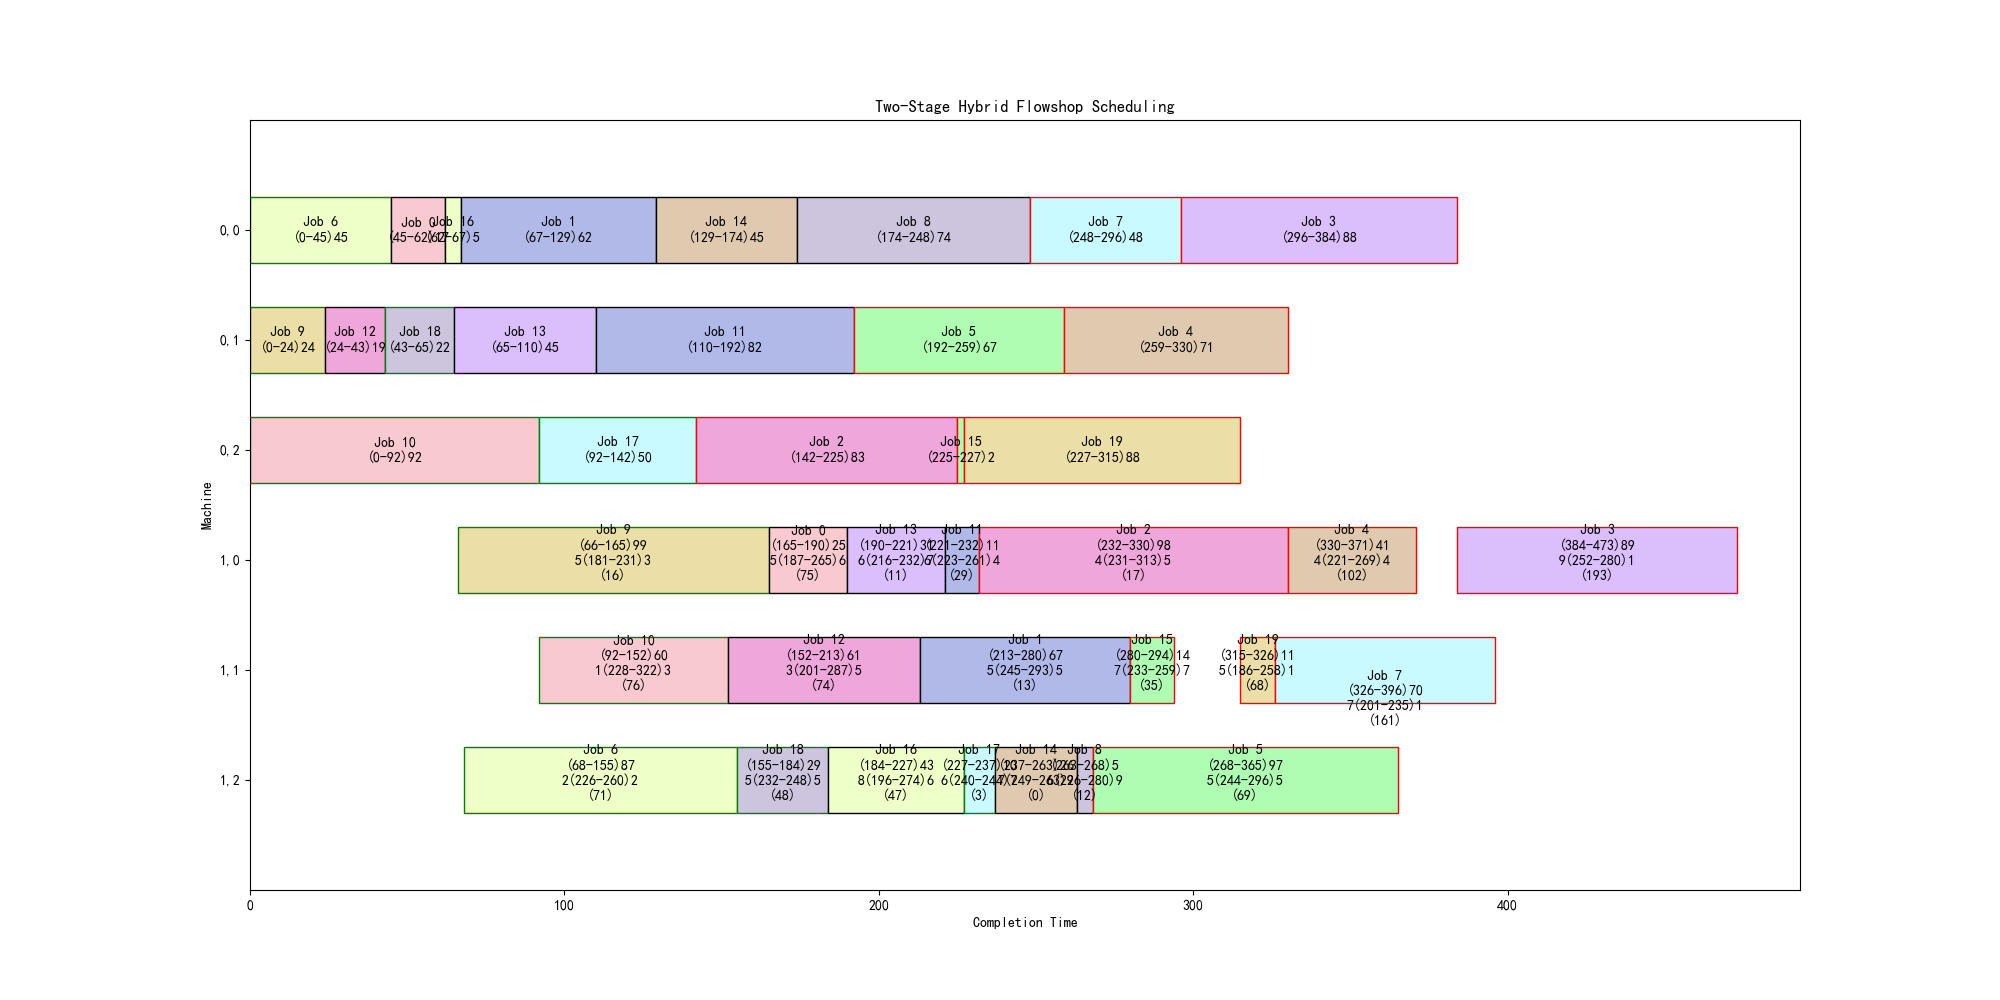 Two-Stage Hybrid Flowshop Scheduling
0,0
Job 6
(0-45)45
Job 0
(45-62)17
Job 16
(62-67)5
Job 1
(67-129)62
Job 14
(129-174)45
Job 8
(174-248)74
Job 7
(248-296)48
Job 3
(296-384)88
0,1
Job 9
(0-24)24
Job 12
(24-43)19
Job 18
(43-65)22
Job 13
(65-110)45
Job 11
(110-192)82
Job 5
(192-259)67
Job 4
(259-330)71
0,2
Job 10
(0-92)92
Job 17
(92-142)50
Job 2
(142-225)83
Job 15
(225-227)2
Job 19
(227-315)88
Machine
1,0
Job 9
(66-165)99
5(181-231)3
(16)
Job 0
(165-190)25
5(187-265)6
(75)
Job 13
(190-221)31
6(216-232)6
(11)
Job 11
(221-232)11
(223-261)4
(29)
Job 2
(232-330)98
4(231-313)5
(17)
Job 4
(330-371)41
4(221-269)4
(102)
Job 3
(384-473)89
9(252-280)1
(193)
1,1
Job 10
(92-152)60
1(228-322)3
(76)
Job 12
(152-213)61
3(201-287)5
(74)
Job 1
(213-280)67
5(245-293)5
(13)
Job 15
(280-294)14
7(233-259)7
(35)
Job 19
(315-326)11
5(186-258)1
(68)
Job 7
(326-396)70
7(201-235)1
(161)
1,2
Job 6
(68-155)87
2(226-260)2
(71)
Job 18
(155-184)29
5(232-248)5
(48)
Job 16
(184-227)43
8(196-274)6
(47)
Job 17
(227-237)10
6(240-244)7
(3)
Job 14
(237-263)26
(249-263)
(0)
Job 8
(263-268)5
(12)
Job 5
(268-365)97
5(244-296)5
(69)
0
100
200
300
400
Completion Time